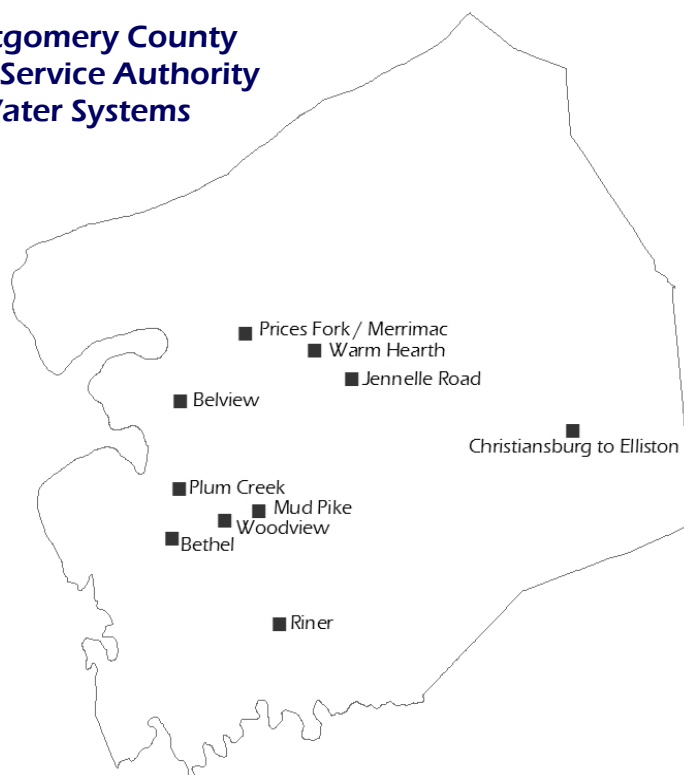 tgomery County
Service Authority
ater Systems
Prices Fork / Merrimac
Warm Hearth
Jennelle Road
Belview
Christiansburg to Elliston
Plum Creek
Mud Pike
Woodview
Bethel
Riner